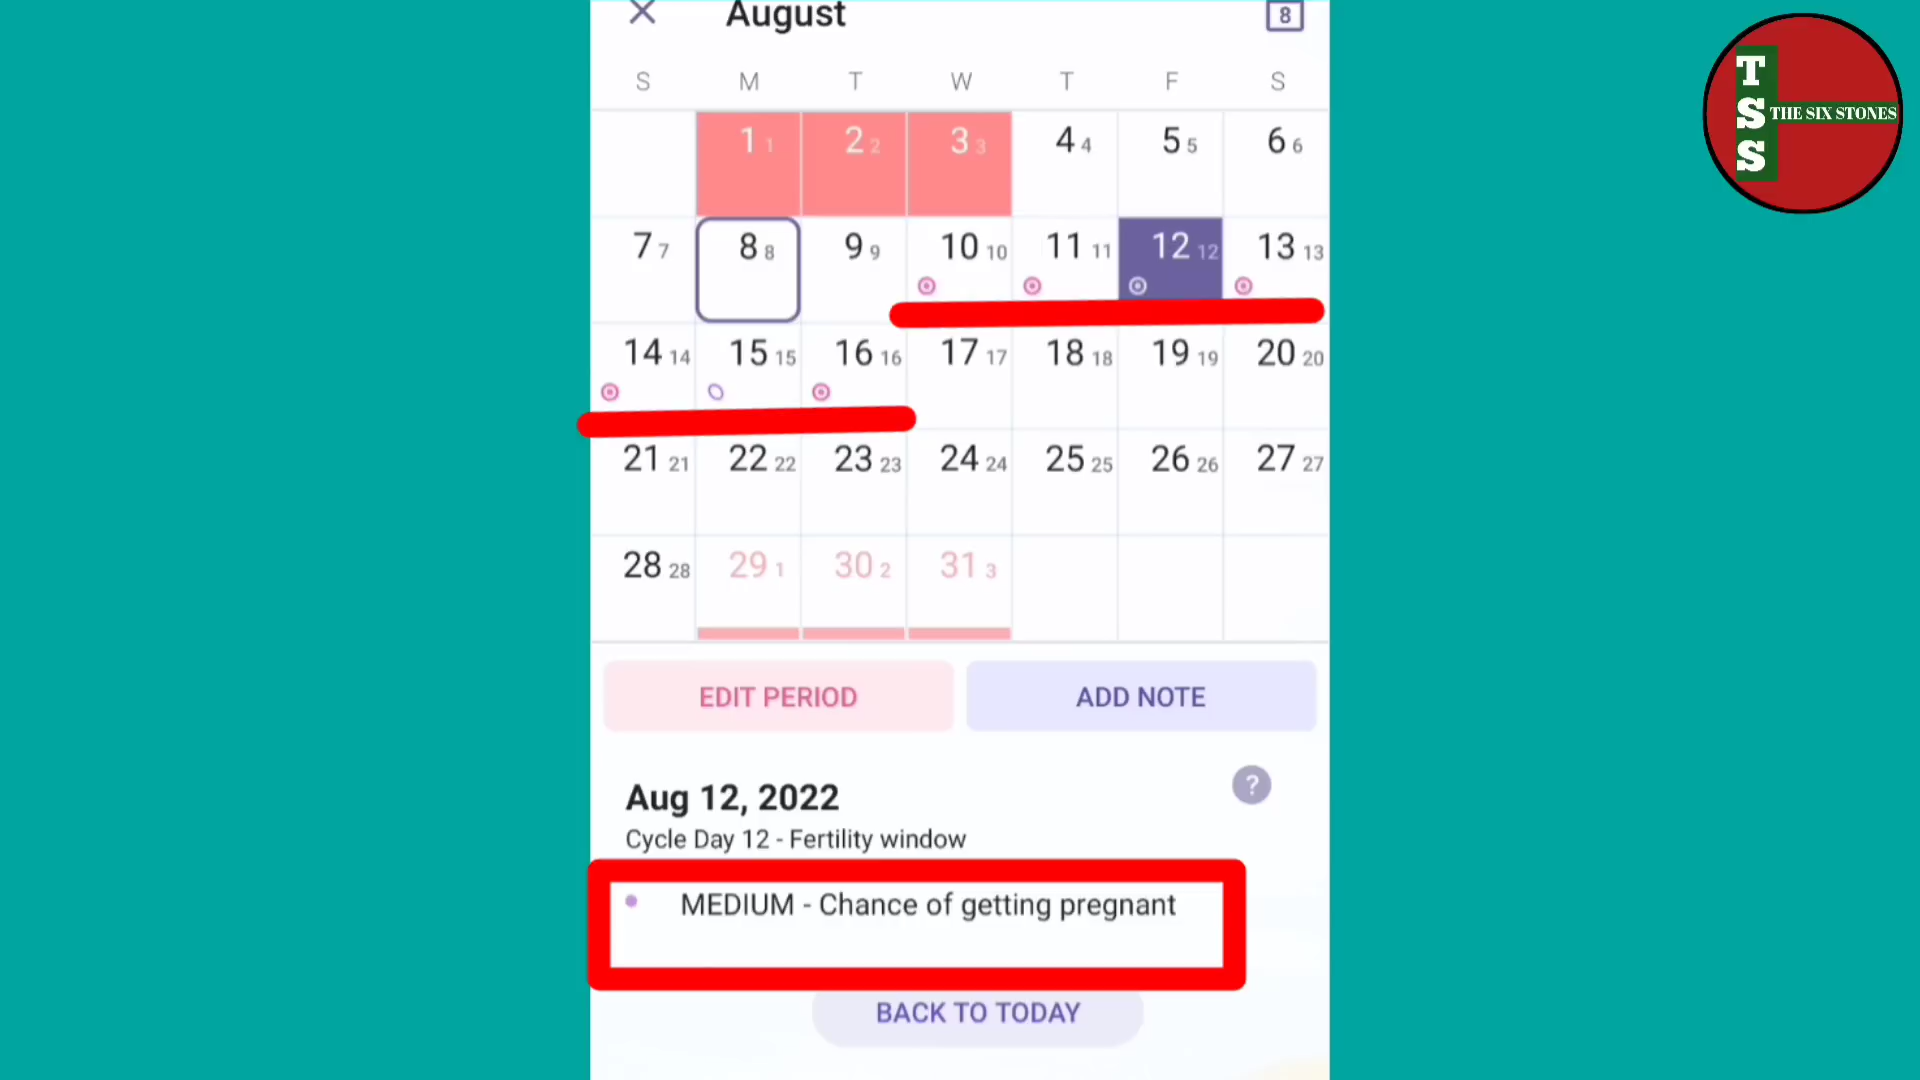 August
8
S M T W T F S
1 1 2 2 3 3 4 4 5 5 6 6
7 7 8 8 9 9 10 10 11 11 12 12 13 13
14 14 15 15 16 16 17 17 18 18 19 19 20 20
21 21 22 22 23 23 24 24 25 25 26 26 27 27
28 28 29 1 30 2 31 3
EDIT PERIOD ADD NOTE
Aug 12, 2022
?
Cycle Day 12 - Fertility window
MEDIUM - Chance of getting pregnant
BACK TO TODAY
TSS
THE SIX STONES